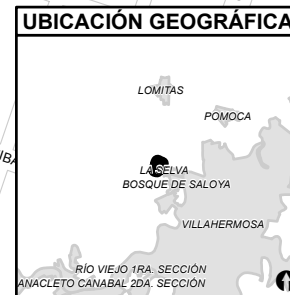 UBICACIÓN GEOGRÁFICA
LOMITAS
POMOCA
LA SELVA
BOSQUE DE SALOYA
VILLAHERMOSA
RÍO VIEJO 1RA. SECCIÓN
ANACLETO CANABAL 2DA. SECCIÓN